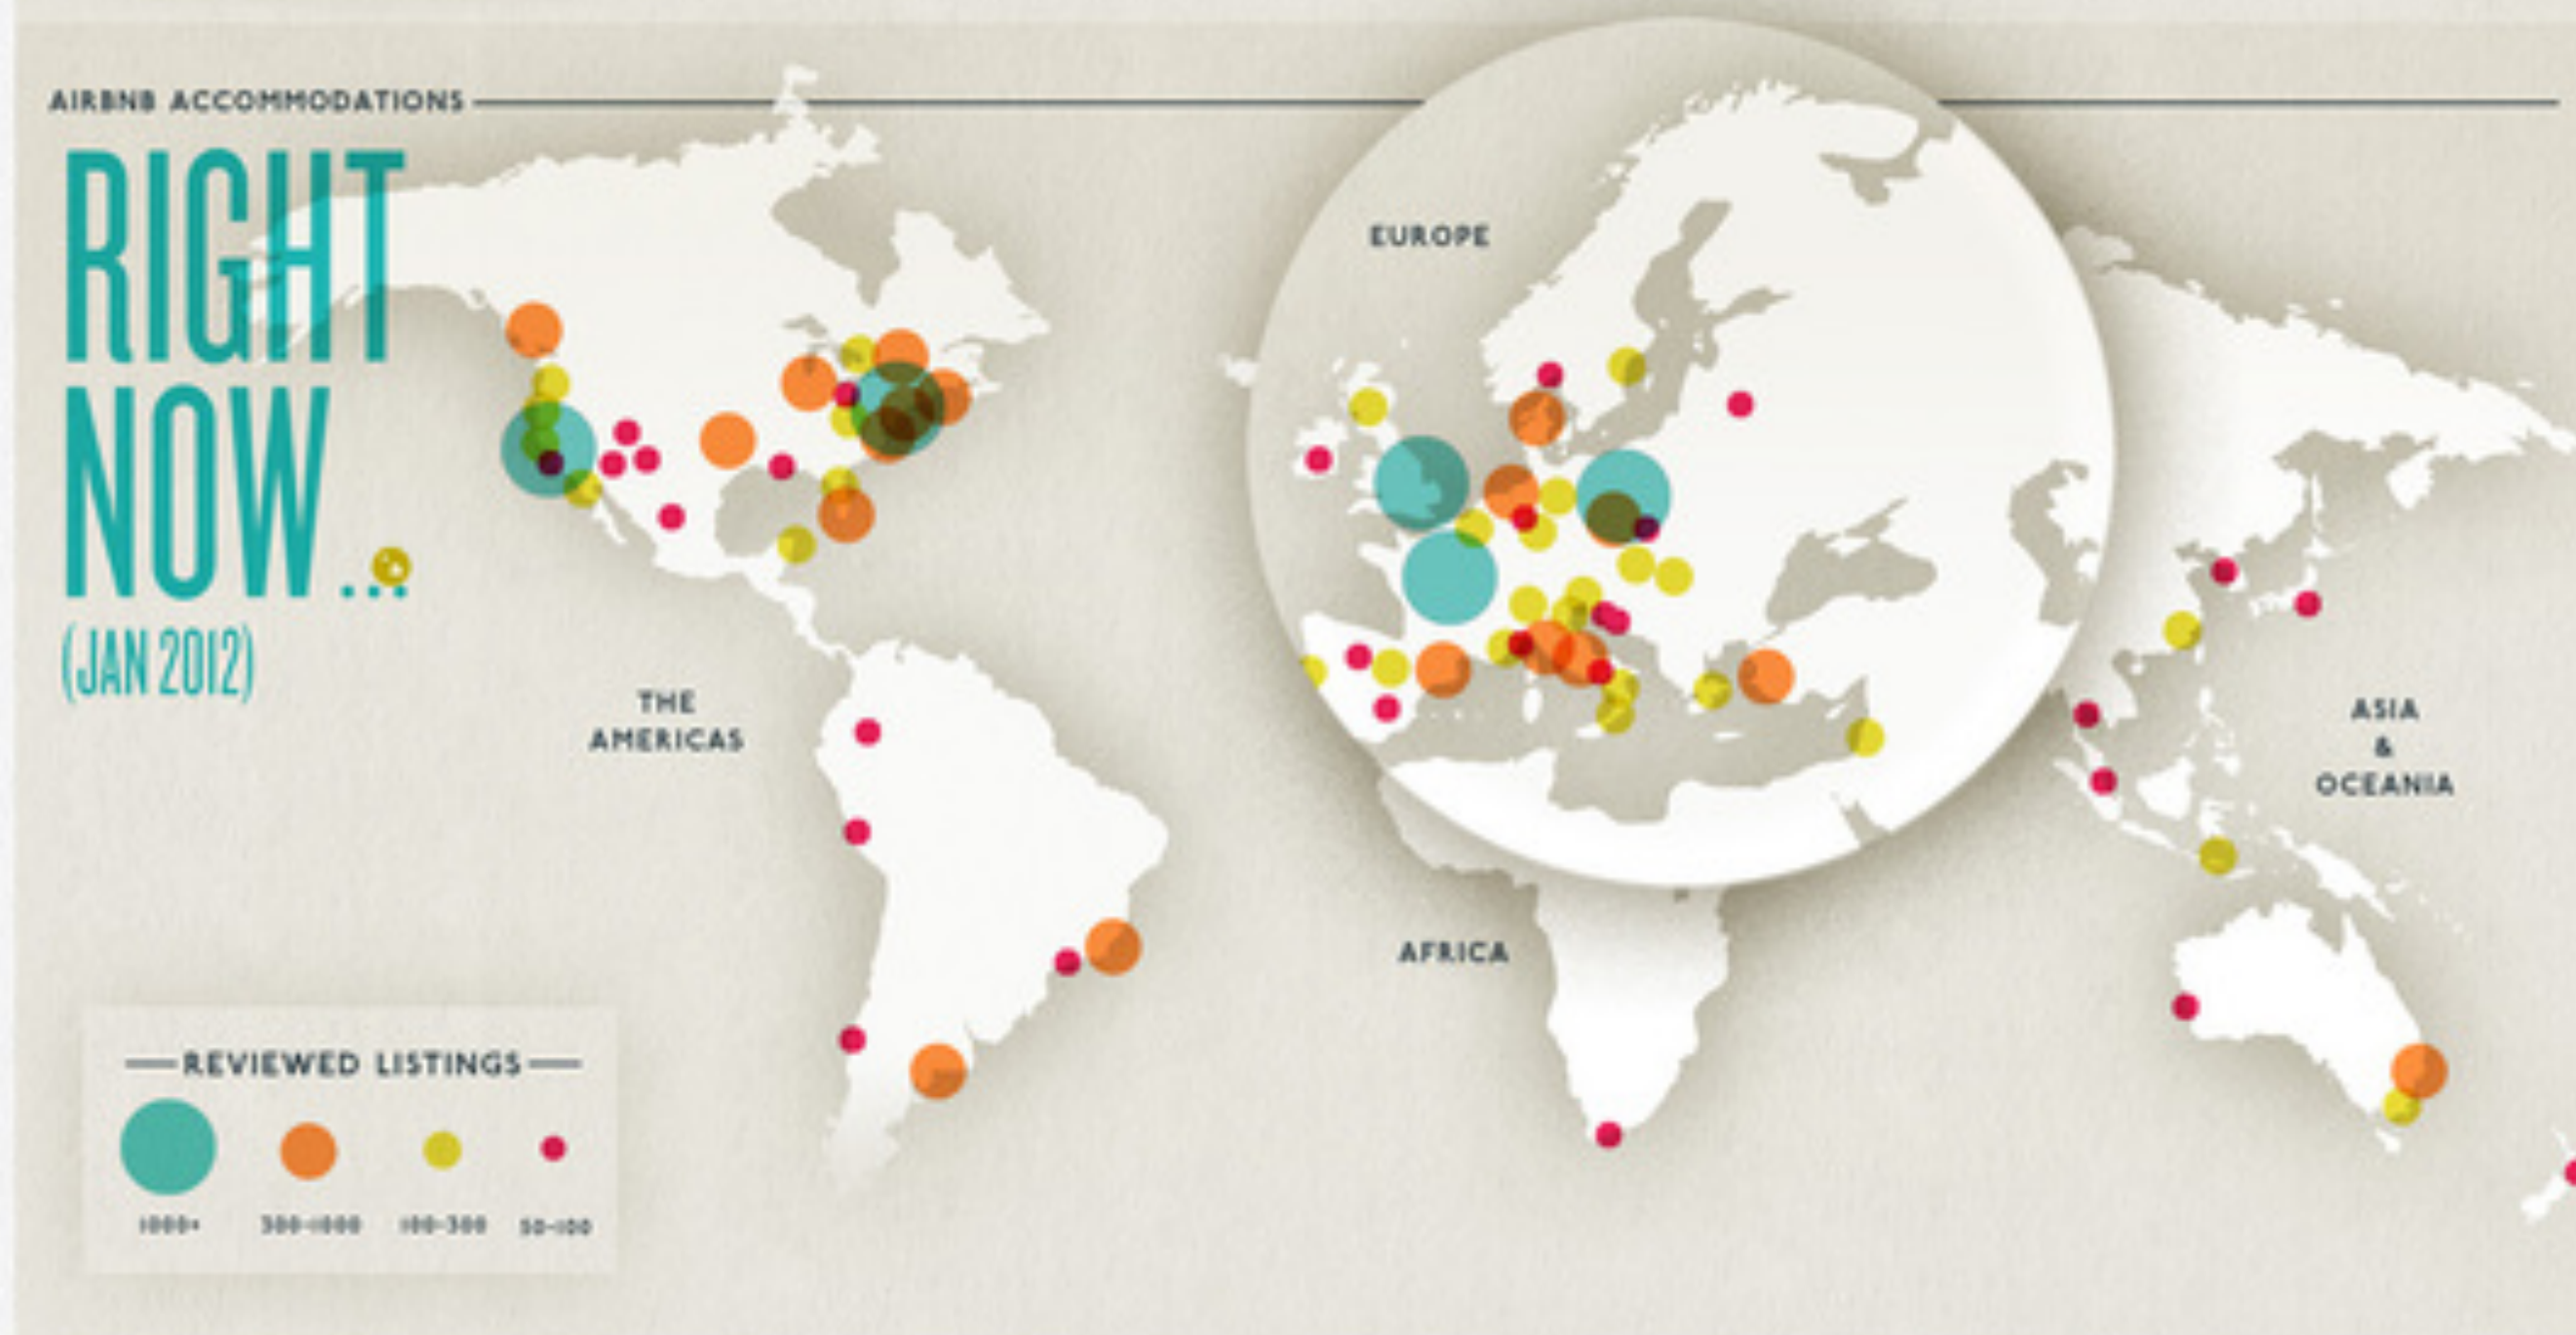 AIRBNB ACCOMMODATIONS
RIGHT
NOW...
(JAN 2012)
EUROPE
THE
AMERICAS
ASIA
&
OCEANIA
AFRICA
REVIEWED LISTINGS
1000+ 300-1000 100-300 50-100